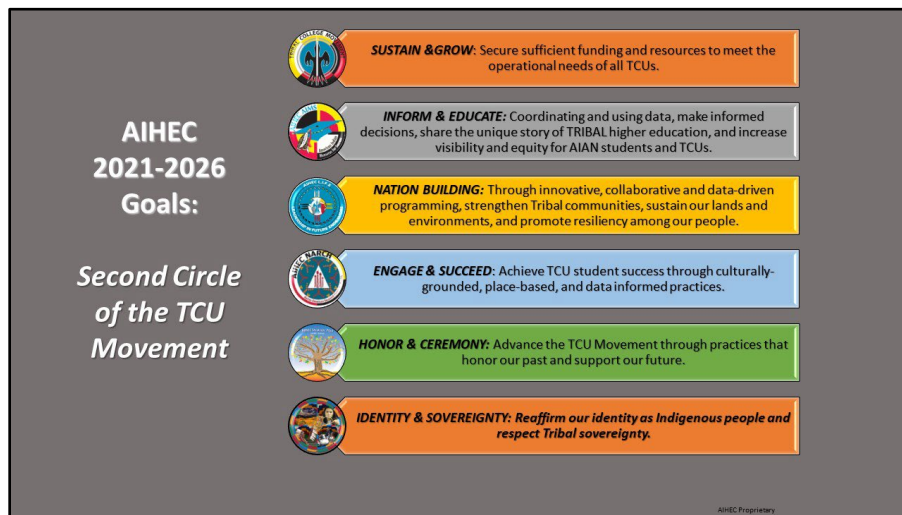 AIHEC
2021-2026
Goals:
Second Circle
of the TCU
Movement
SUSTAIN &GROW: Secure sufficient funding and resources to meet the
operational needs of all TCUs.
INFORM & EDUCATE: Coordinating and using data, make informed
decisions, share the unique story of TRIBAL higher education, and increase
visibility and equity for AIAN students and TCUs.
NATION BUILDING: Through innovative, collaborative and data-driven
programming, strengthen Tribal communities, sustain our lands and
environments, and promote resiliency among our people.
ENGAGE & SUCCEED: Achieve TCU student success through culturally-
grounded, place-based, and data informed practices.
HONOR & CEREMONY: Advance the TCU Movement through practices that
honor our past and support our future.
IDENTITY & SOVEREIGNTY: Reaffirm our identity as Indigenous people and
respect Tribal sovereignty.
AIHEC Proprietary